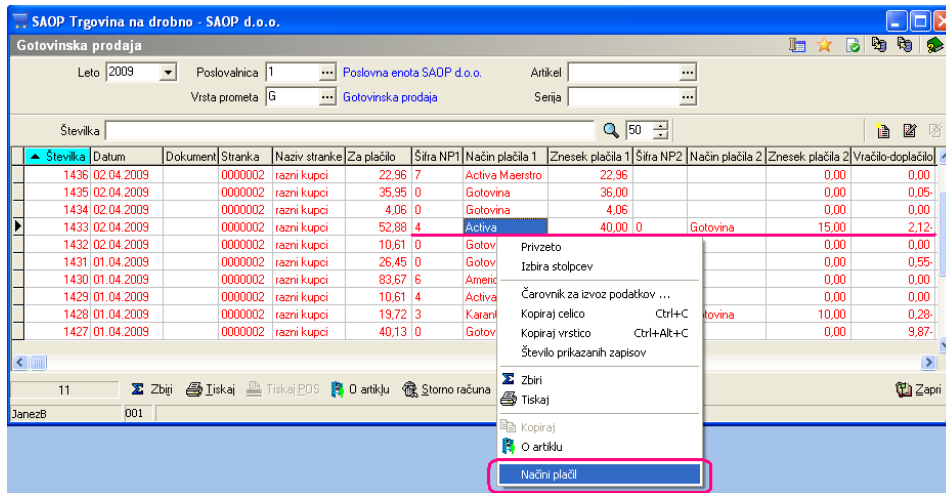 SAOP Trgovina na drobno - SAOP d.o.o.
Gotovinska prodaja
Leto 2009 Poslovalnica 1 ... Poslovna enota SAOP d.o.o. Artikel ...
Vrsta prometa G ... Gotovinska prodaja Serija ...
Številka 50
Številka Datum Dokument Stranka Naziv stranke Za plačilo Šifra NP1 Način plačila 1 Znesek plačila 1 Šifra NP2 Način plačila 2 Znesek plačila 2 Vračilo-doplačilo
1436 02.04.2009 0000002 razni kupci 22,96 7 Activa Maerstro 22,96 0,00 0,00
1435 02.04.2009 0000002 razni kupci 35,95 0 Gotovina 36,00 0,00 0,05-
1434 02.04.2009 0000002 razni kupci 4,06 0 Gotovina 4,06 0,00 0,00
1433 02.04.2009 0000002 razni kupci 52,88 4 Activa 40,00 0 Gotovina 15,00 2,12-
1432 02.04.2009 0000002 razni kupci 10,61 0 Gotov 0,00 0,00
1431 01.04.2009 0000002 razni kupci 26,45 0 Gotov 0,00 0,55-
1430 01.04.2009 0000002 razni kupci 83,67 6 Americ 0,00 0,00
1429 01.04.2009 0000002 razni kupci 10,61 4 Activa 0,00 0,00
1428 01.04.2009 0000002 razni kupci 19,72 3 Karant tovina 10,00 0,28-
1427 01.04.2009 0000002 razni kupci 40,13 0 Gotov 0,00 9,87-
Privzeto
Izbira stolpcev
Čarovnik za izvoz podatkov ...
Kopiraj celico Ctrl+C
Kopiraj vrstico Ctrl+Alt+C
Število prikazanih zapisov
Zbiri
Tiskaj
Kopiraj
O artiklu
Načini plačil
11 Zbiri Tiskaj Tiskaj POS O artiklu Storno računa Zapri
JanezB 001